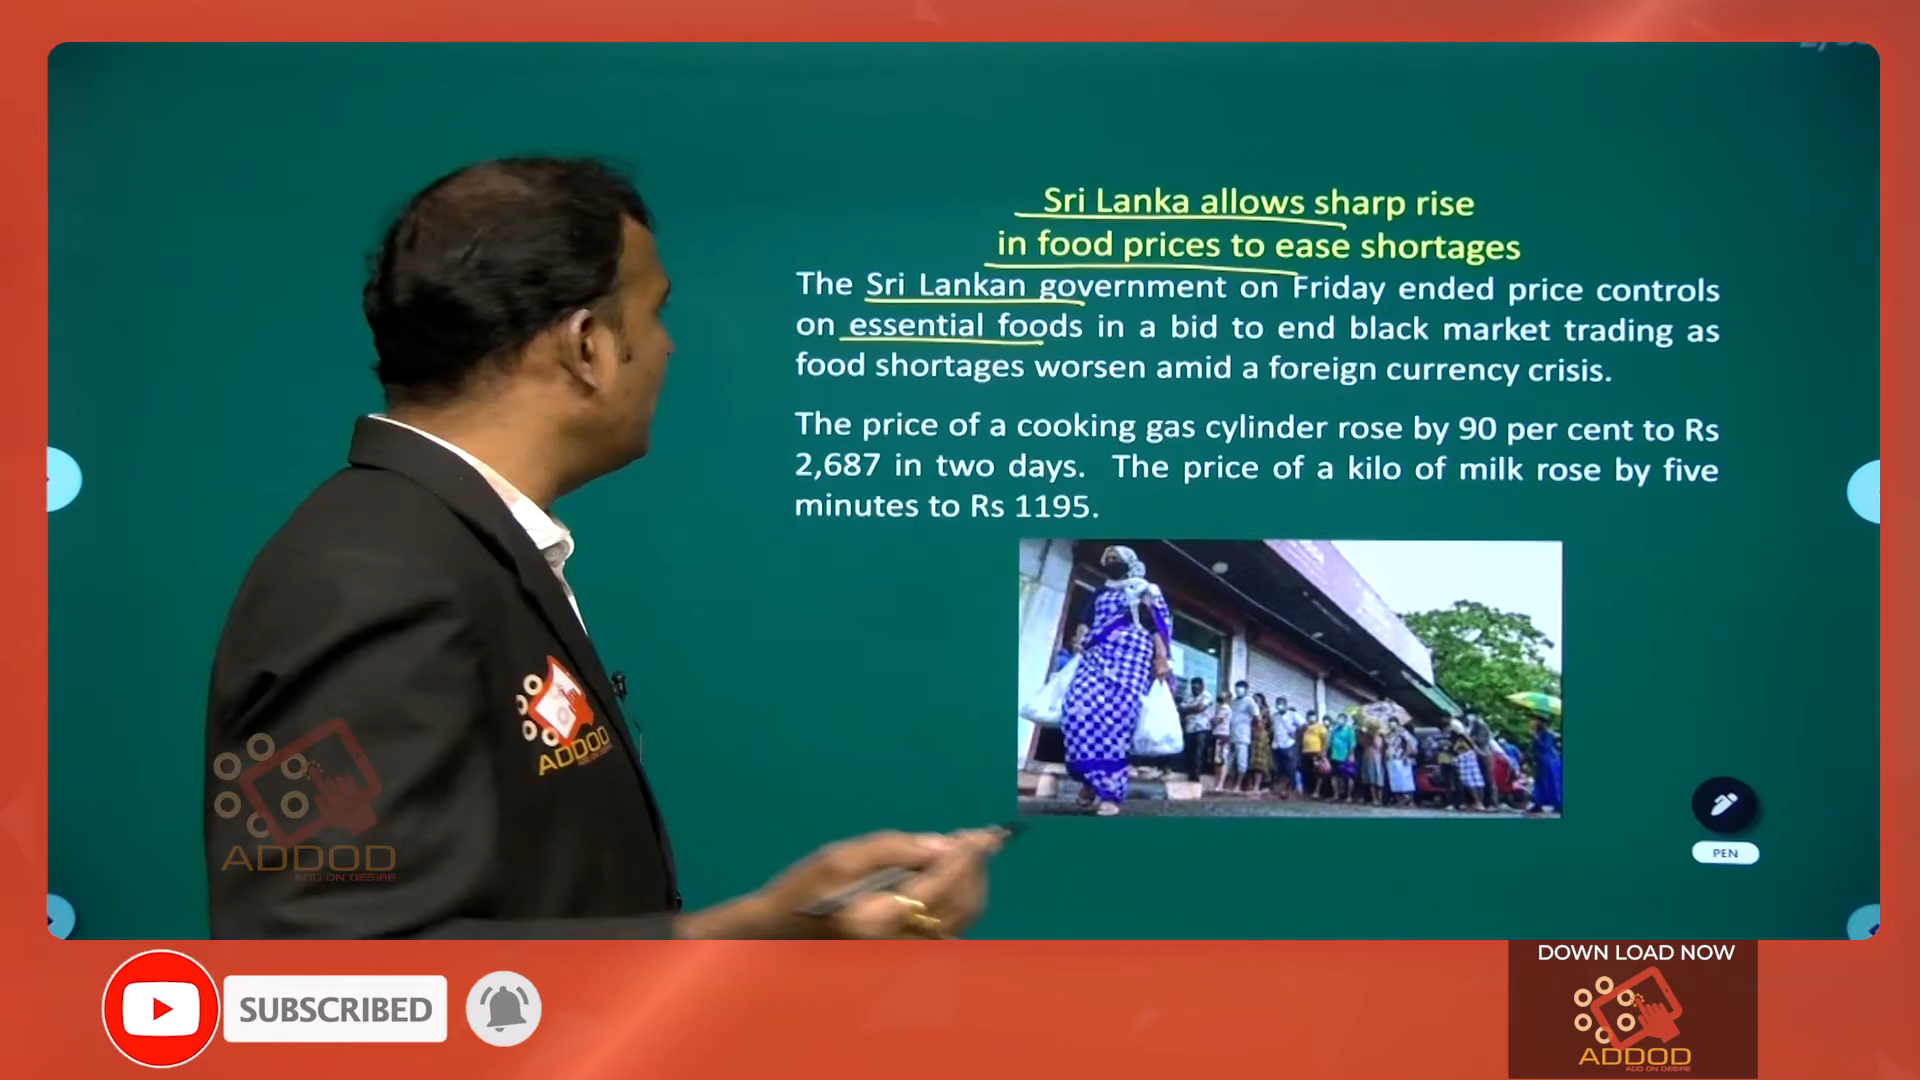 Sri Lanka allows sharp rise
in food prices to ease shortages
The Sri Lankan government on Friday ended price controls
on essential foods in a bid to end black market trading as
food shortages worsen amid a foreign currency crisis.
The price of a cooking gas cylinder rose by 90 per cent to Rs
2,687 in two days. The price of a kilo of milk rose by five
minutes to Rs 1195.
ADDOD
ADDOD
ADD ON DESIRE
PEN
SUBSCRIBED
DOWN LOAD NOW
ADDOD
ADD ON DESIRE